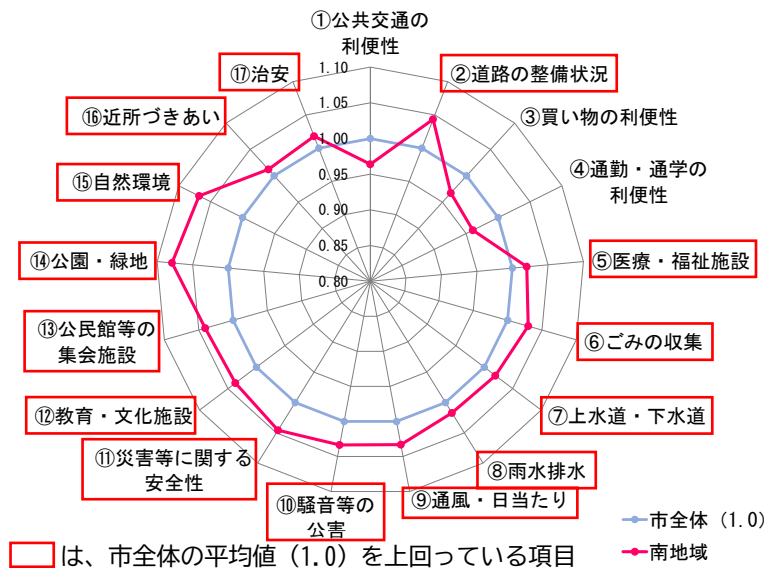 ①公共交通の
利便性
②道路の整備状況
③買い物の利便性
④通勤・通学の
利便性
⑤医療・福祉施設
⑥ごみの収集
⑦上水道・下水道
⑧雨水排水
⑨通風・日当たり
⑩騒音等の
公害
⑪災害等に関する
安全性
⑫教育・文化施設
⑬公民館等の
集会施設
⑭公園・緑地
⑮自然環境
⑯近所づきあい
⑰治安
1.10
1.05
1.00
0.95
0.90
0.85
0.80
市全体（1.0）
南地域
は、市全体の平均値（1.0）を上回っている項目